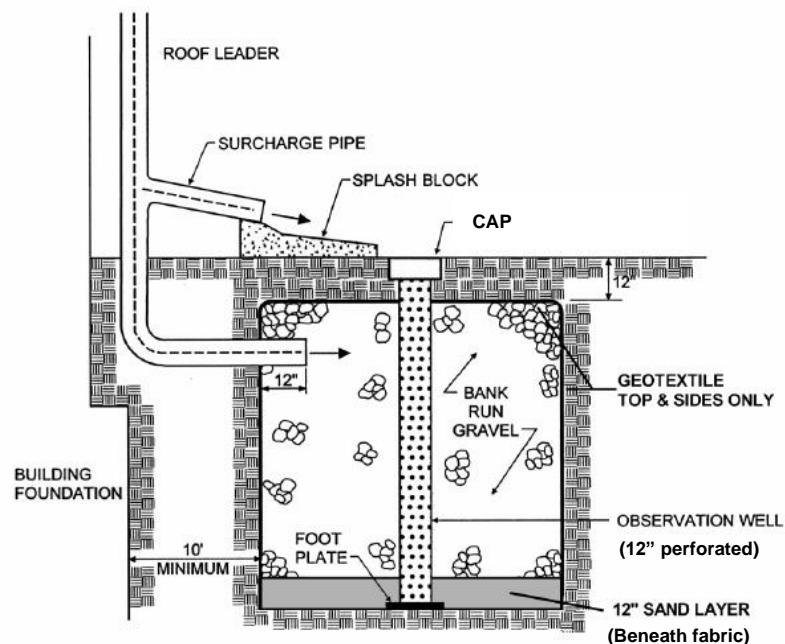 ROOF LEADER
SURCHARGE PIPE
SPLASH BLOCK
CAP
12"
12"
GEOTEXTILE
TOP & SIDES ONLY
BANK
RUN
GRAVEL
BUILDING
FOUNDATION
10'
MINIMUM
FOOT
PLATE
OBSERVATION WELL
(12” perforated)
12" SAND LAYER
(Beneath fabric)